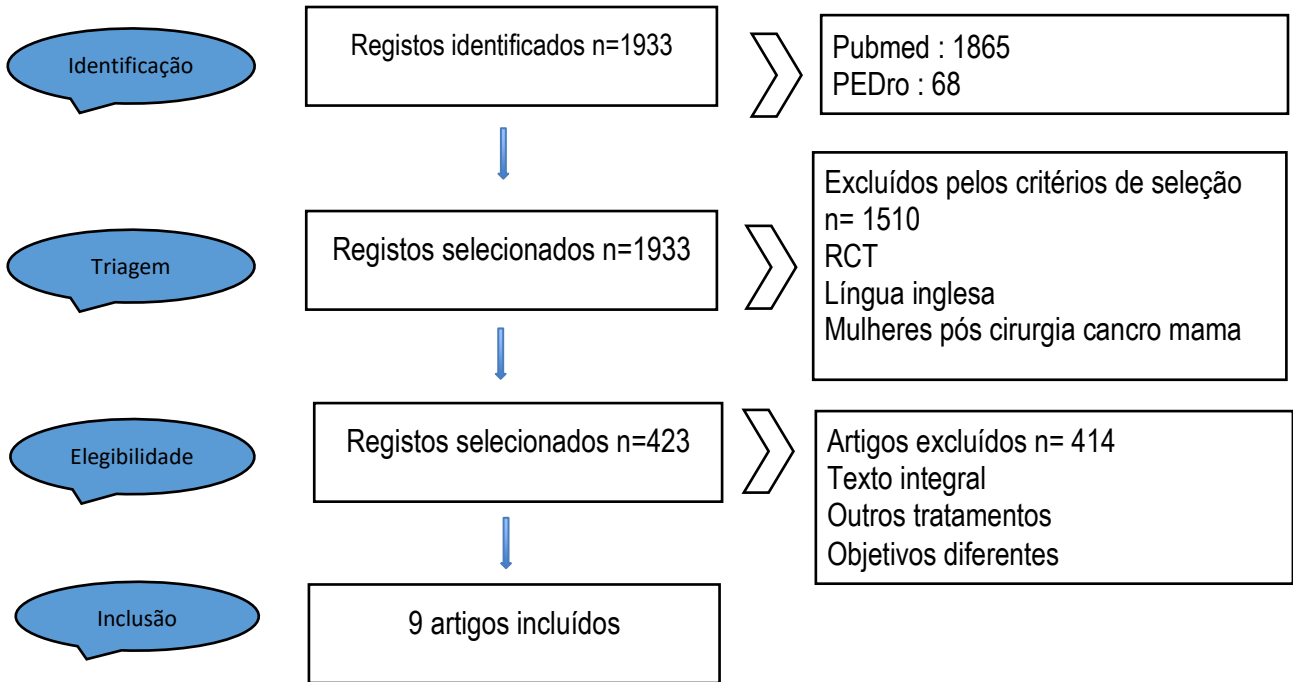 Identificação
Registos identificados n=1933
Pubmed : 1865
PEDro : 68
Triagem
Registos selecionados n=1933
Excluídos pelos critérios de seleção
n= 1510
RCT
Língua inglesa
Mulheres pós cirurgia cancro mama
Elegibilidade
Registos selecionados n=423
Artigos excluídos n= 414
Texto integral
Outros tratamentos
Objetivos diferentes
Inclusão
9 artigos incluídos